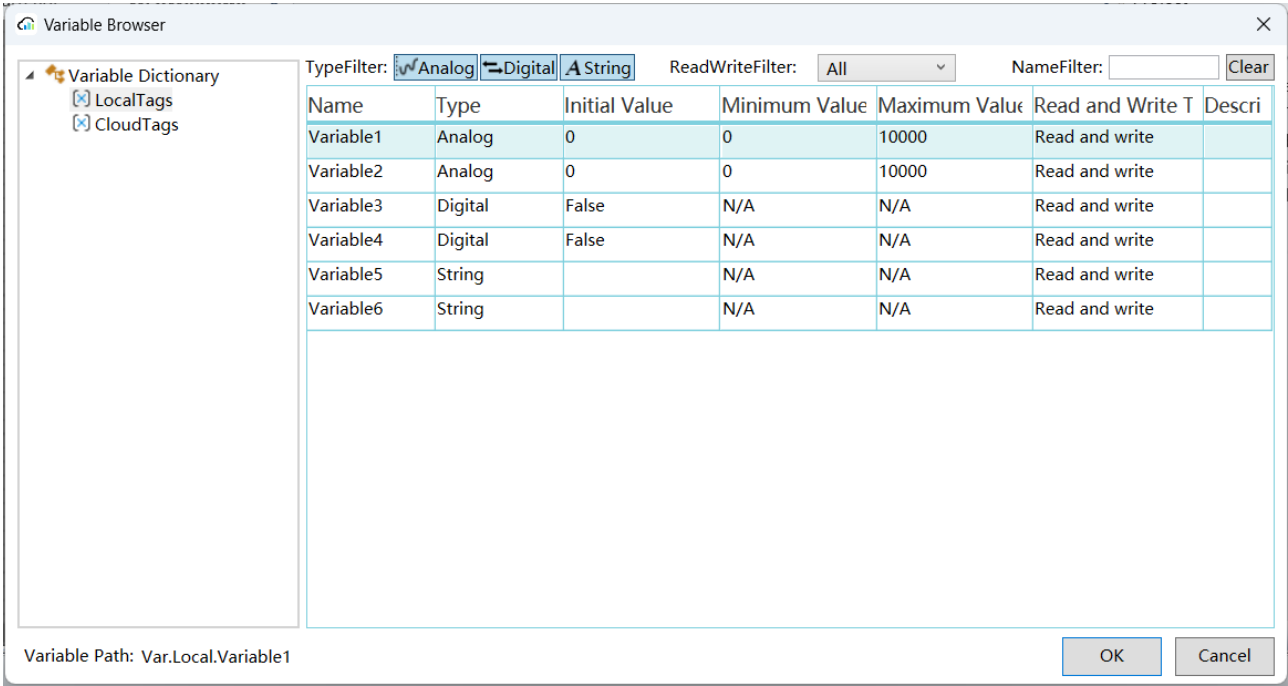 Variable Browser
Variable Dictionary
LocalTags
CloudTags
TypeFilter: Analog Digital A String ReadWriteFilter: All NameFilter: Clear
Name Type Initial Value Minimum Value Maximum Value Read and Write T Descri
Variable1 Analog 0 0 10000 Read and write
Variable2 Analog 0 0 10000 Read and write
Variable3 Digital False N/A N/A Read and write
Variable4 Digital False N/A N/A Read and write
Variable5 String N/A N/A Read and write
Variable6 String N/A N/A Read and write
Variable Path: Var.Local.Variable1 OK Cancel